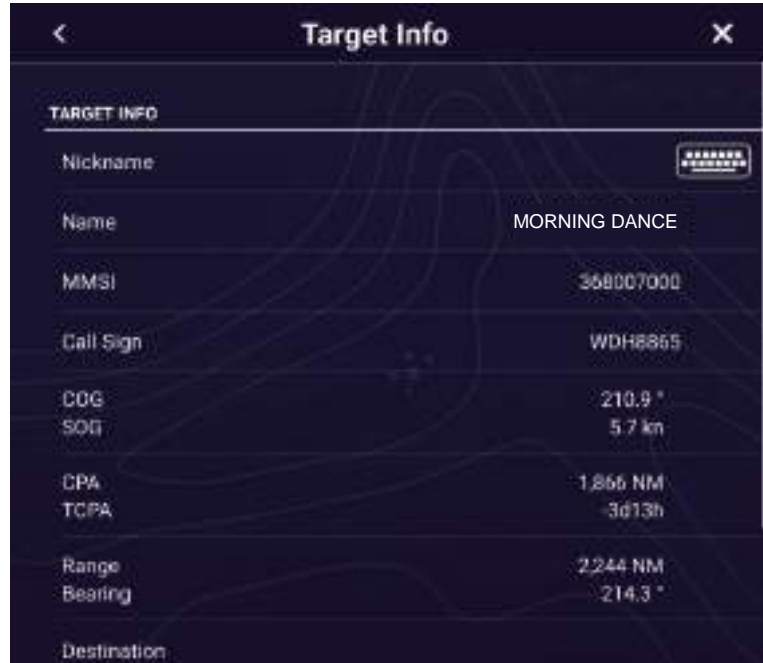 Target Info
TARGET INFO
Nickname
Name MORNING DANCE
MMSI 368007000
Call Sign WDH8865
COG 210.9 °
SOG 5.7 kn
CPA 1,866 NM
TCPA -3d13h
Range 2,244 NM
Bearing 214.3 °
Destination